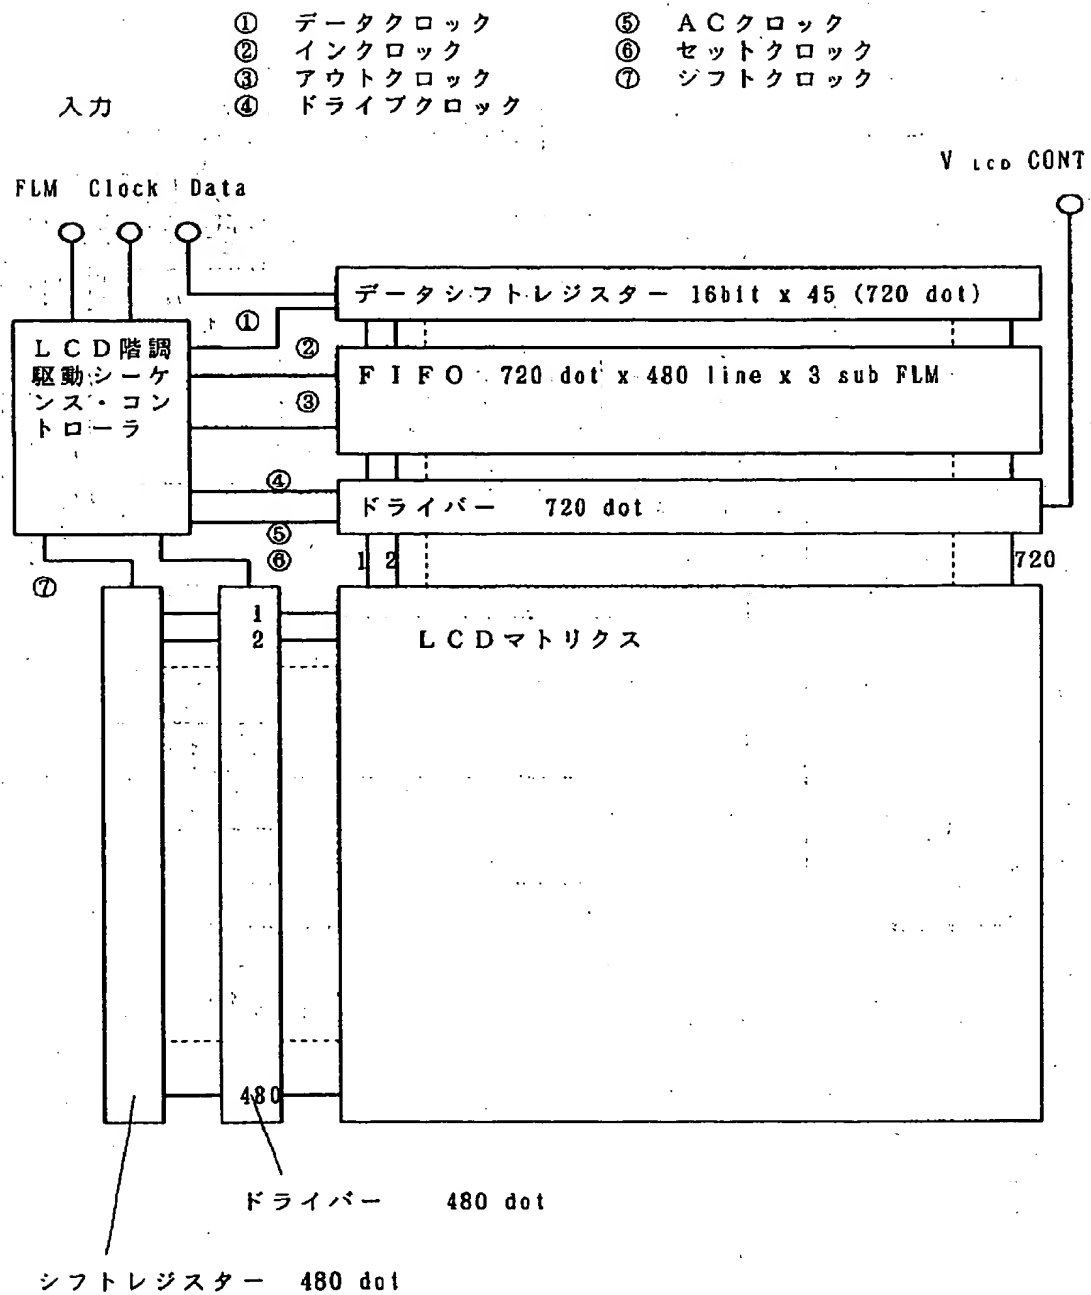 ① データクロック ⑤ ACクロック
② インクロック ⑥ セットクロック
③ アウトクロック ⑦ シフトクロック
④ ドライブクロック
入力
V LCD CONT
FLM Clock Data
データシフトレジスター 16bit x 45 (720 dot)
①
LCD階調
駆動シーケ
ンス・コン
トローラ
②
FIFO 720 dot x 480 line x 3 sub FLM
③
④
ドライバー 720 dot
⑤
⑥
1 2 720
⑦
1
2
LCDマトリクス
480
ドライバー 480 dot
シフトレジスター 480 dot